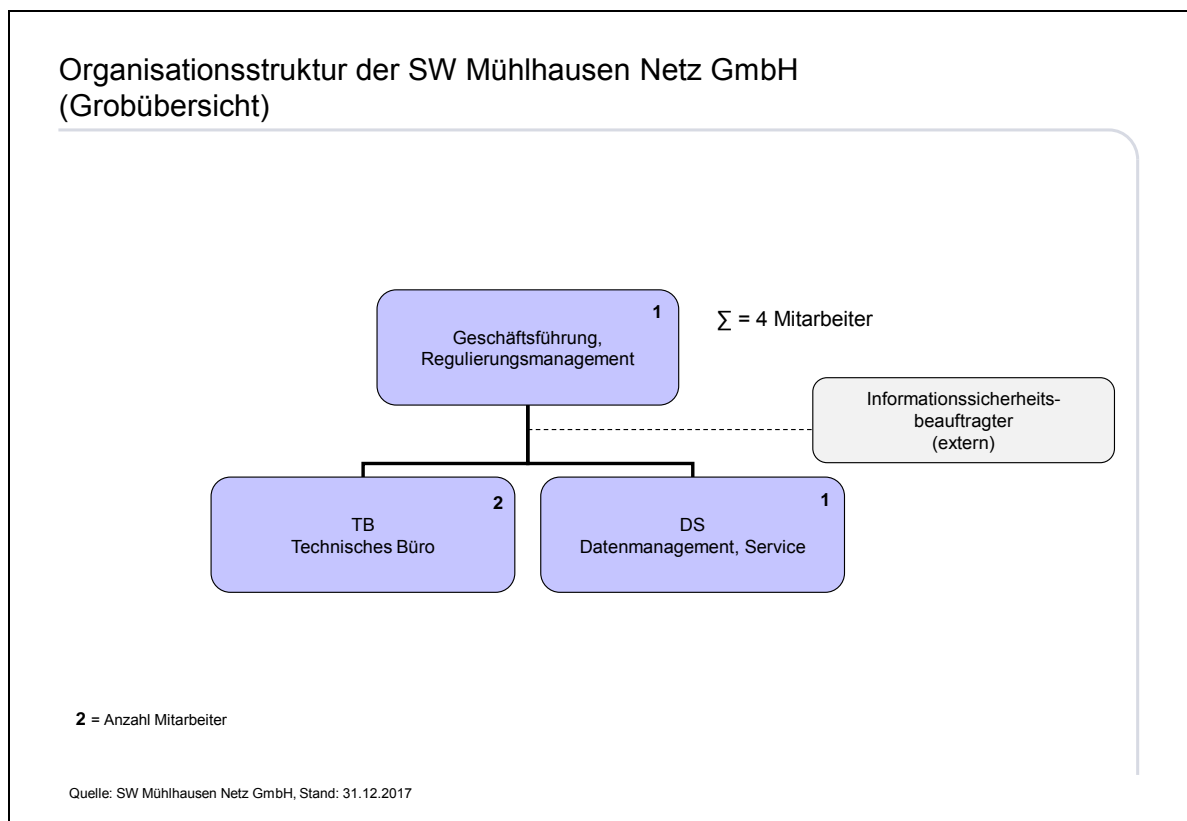 Organisationsstruktur der SW Mühlhausen Netz GmbH
(Grobübersicht)
1
Geschäftsführung,
Regulierungsmanagement
∑ = 4 Mitarbeiter
Informationssicherheits-
beauftragter
(extern)
2
TB
Technisches Büro
1
DS
Datenmanagement, Service
2 = Anzahl Mitarbeiter
Quelle: SW Mühlhausen Netz GmbH, Stand: 31.12.2017